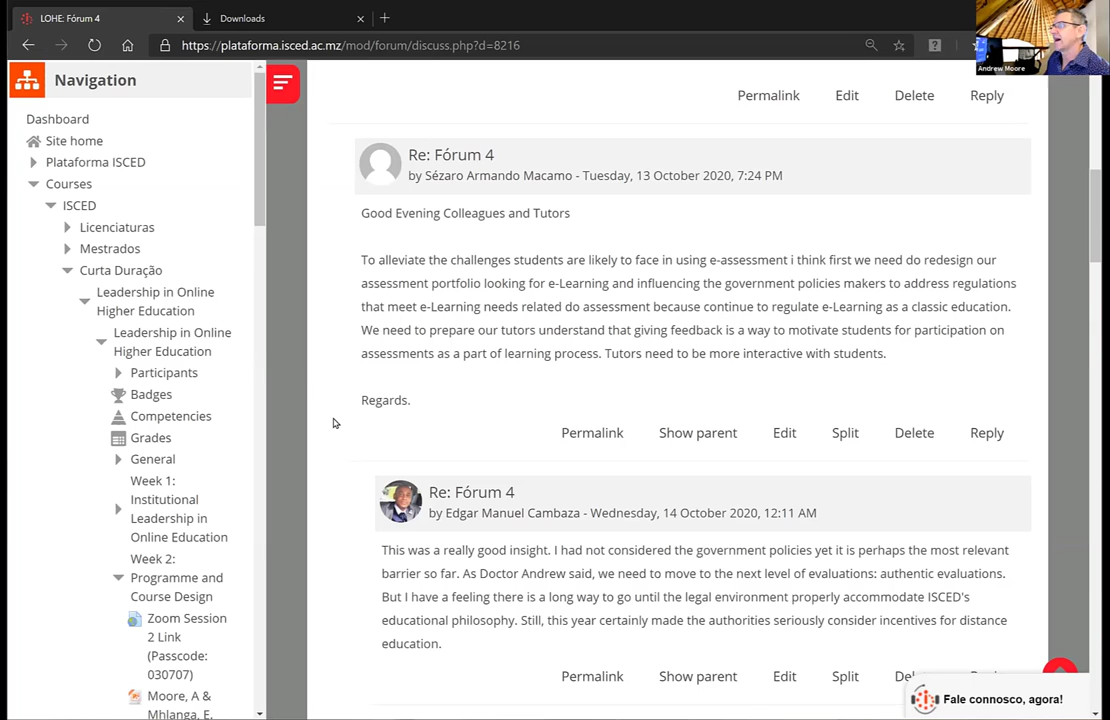 LOHE: Fórum 4
Downloads
https://plataforma.isced.ac.mz/mod/forum/discuss.php?d=8216
Andrew Moore
Navigation
Dashboard
Site home
Plataforma ISCED
Courses
ISCED
Licenciaturas
Mestrados
Curta Duração
Leadership in Online
Higher Education
Leadership in Online
Higher Education
Participants
Badges
Competencies
Grades
General
Week 1:
Institutional
Leadership in
Online Education
Week 2:
Programme and
Course Design
Zoom Session
2 Link
(Passcode:
030707)
Moore, A &
Mhlanga, E.
Permalink Edit Delete Reply
Re: Fórum 4
by Sézaro Armando Macamo - Tuesday, 13 October 2020, 7:24 PM
Good Evening Colleagues and Tutors
To alleviate the challenges students are likely to face in using e-assessment i think first we need do redesign our
assessment portfolio looking for e-Learning and influencing the government policies makers to address regulations
that meet e-Learning needs related do assessment because continue to regulate e-Learning as a classic education.
We need to prepare our tutors understand that giving feedback is a way to motivate students for participation on
assessments as a part of learning process. Tutors need to be more interactive with students.
Regards.
Permalink Show parent Edit Split Delete Reply
Re: Fórum 4
by Edgar Manuel Cambaza - Wednesday, 14 October 2020, 12:11 AM
This was a really good insight. I had not considered the government policies yet it is perhaps the most relevant
barrier so far. As Doctor Andrew said, we need to move to the next level of evaluations: authentic evaluations.
But I have a feeling there is a long way to go until the legal environment properly accommodate ISCED's
educational philosophy. Still, this year certainly made the authorities seriously consider incentives for distance
education.
Permalink Show parent Edit Split
Fale connosco, agora!